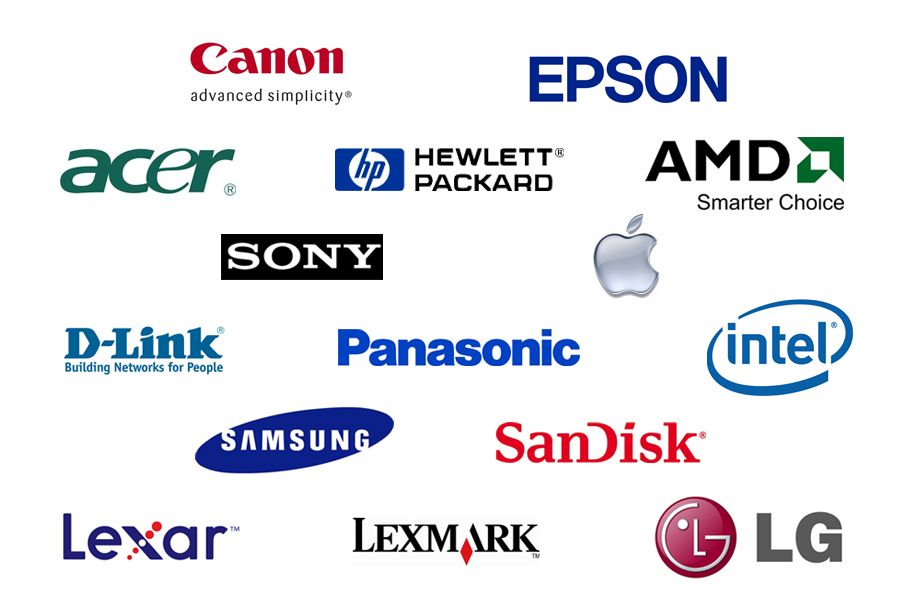 Canon
advanced simplicity®
EPSON
acer®
hp HEWLETT®
PACKARD
AMD
Smarter Choice
SONY
D-Link®
Building Networks for People
Panasonic
intel®
SAMSUNG
SanDisk®
Lexar™
LEXMARK™
LG LG